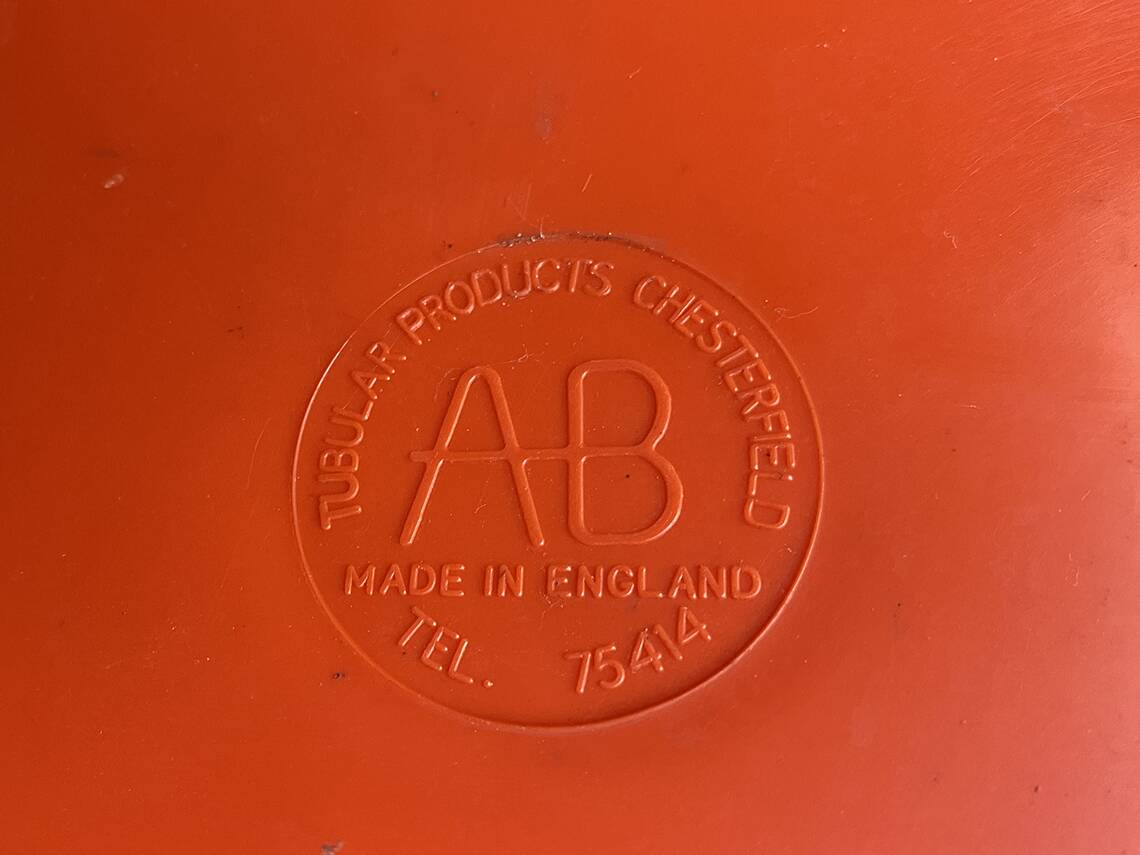 TUBULAR PRODUCTS CHESTERFIELD
AB
MADE IN ENGLAND
TEL. 75414